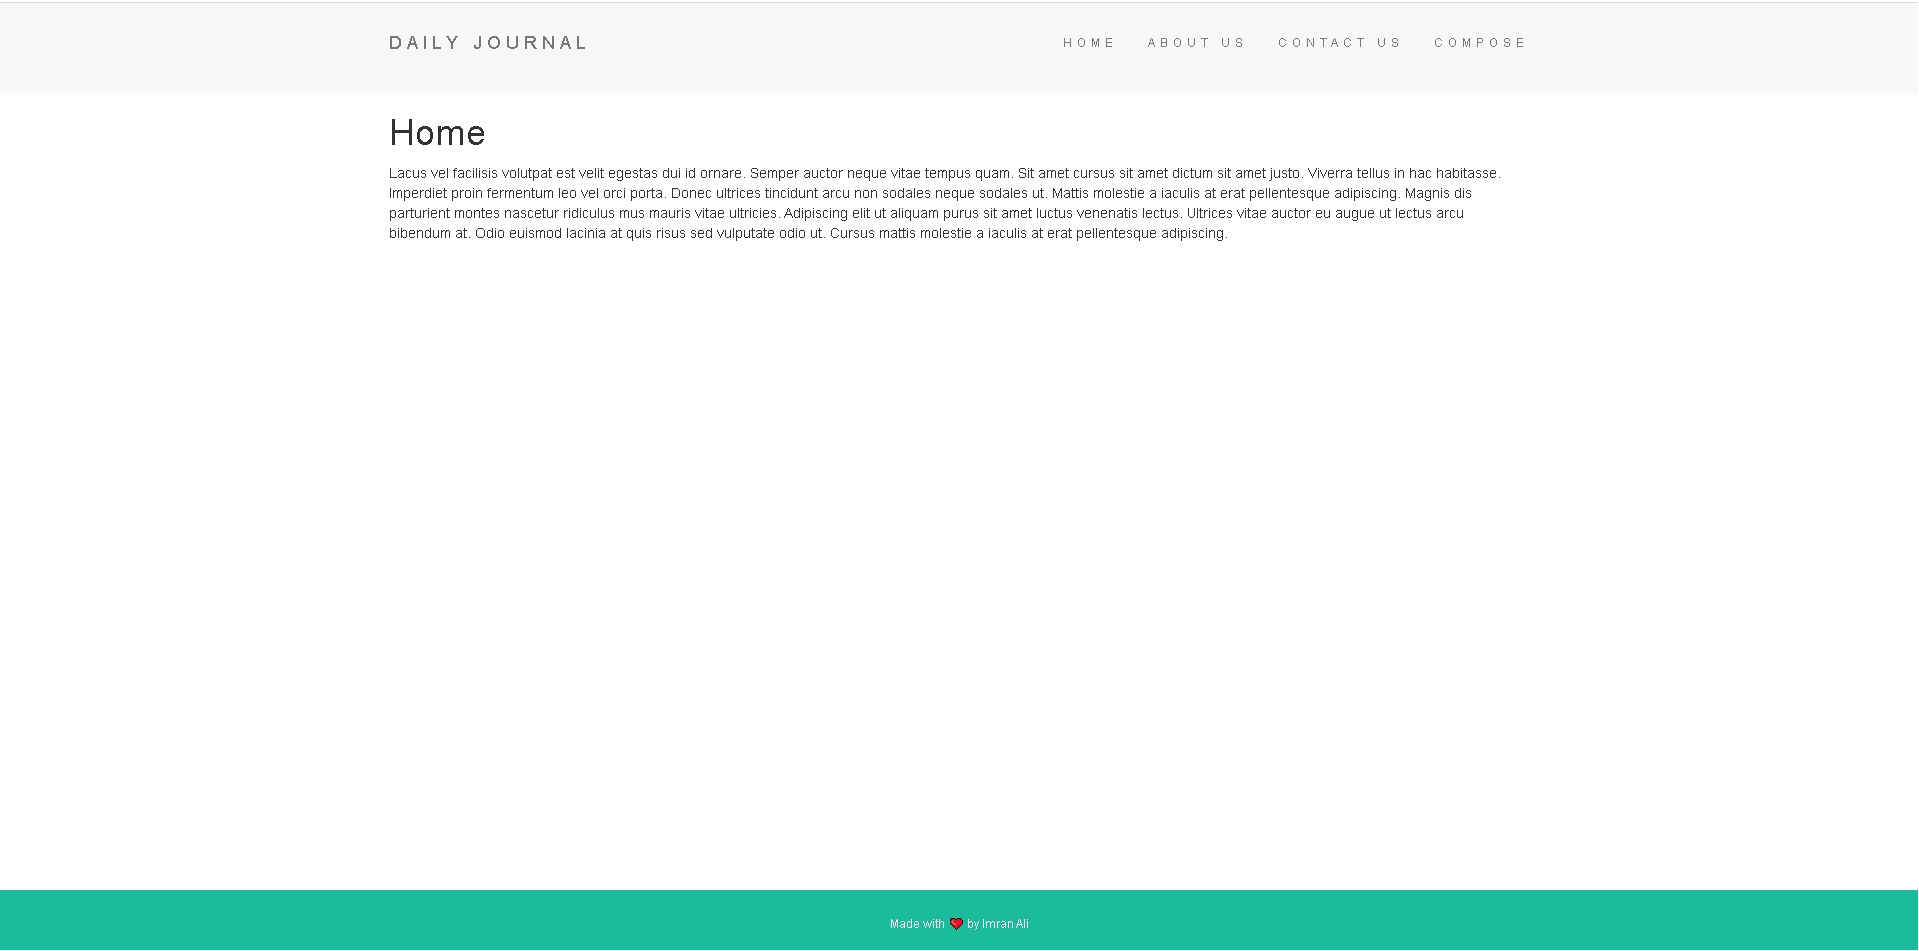 DAILY JOURNAL
HOME ABOUT US CONTACT US COMPOSE
Home
Lacus vel facilisis volutpat est velit egestas dui id ornare. Semper auctor neque vitae tempus quam. Sit amet cursus sit amet dictum sit amet justo. Viverra tellus in hac habitasse.
Imperdiet proin fermentum leo vel orci porta. Donec ultrices tincidunt arcu non sodales neque sodales ut. Mattis molestie a iaculis at erat pellentesque adipiscing. Magnis dis
parturient montes nascetur ridiculus mus mauris vitae ultricies. Adipiscing elit ut aliquam purus sit amet luctus venenatis lectus. Ultrices vitae auctor eu augue ut lectus arcu
bibendum at. Odio euismod lacinia at quis risus sed vulputate odio ut. Cursus mattis molestie a iaculis at erat pellentesque adipiscing.
Made with ❤ by Imran Ali